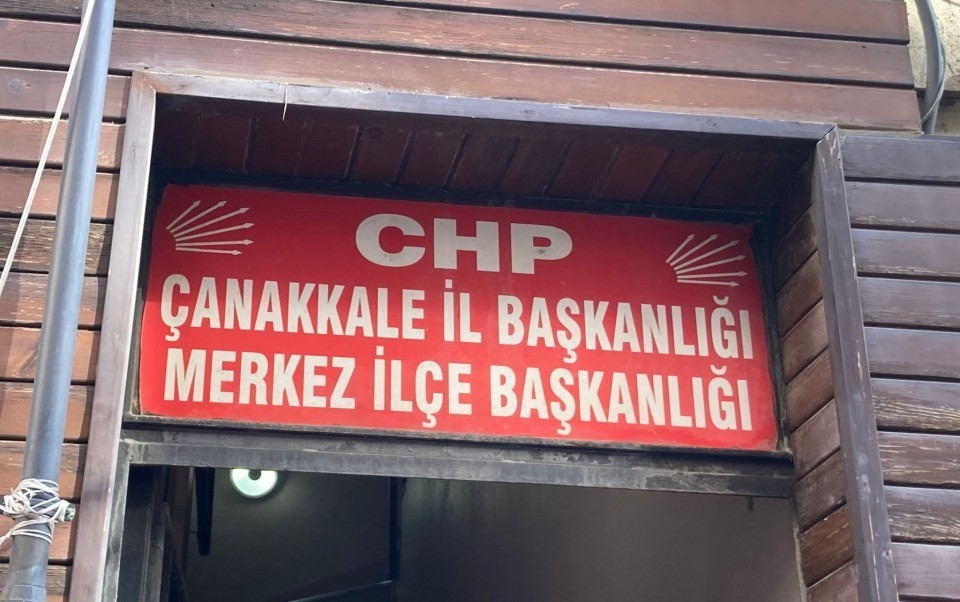 CHP
ÇANAKKALE İL BAŞKANLIĞI
MERKEZ İLÇE BAŞKANLIĞI